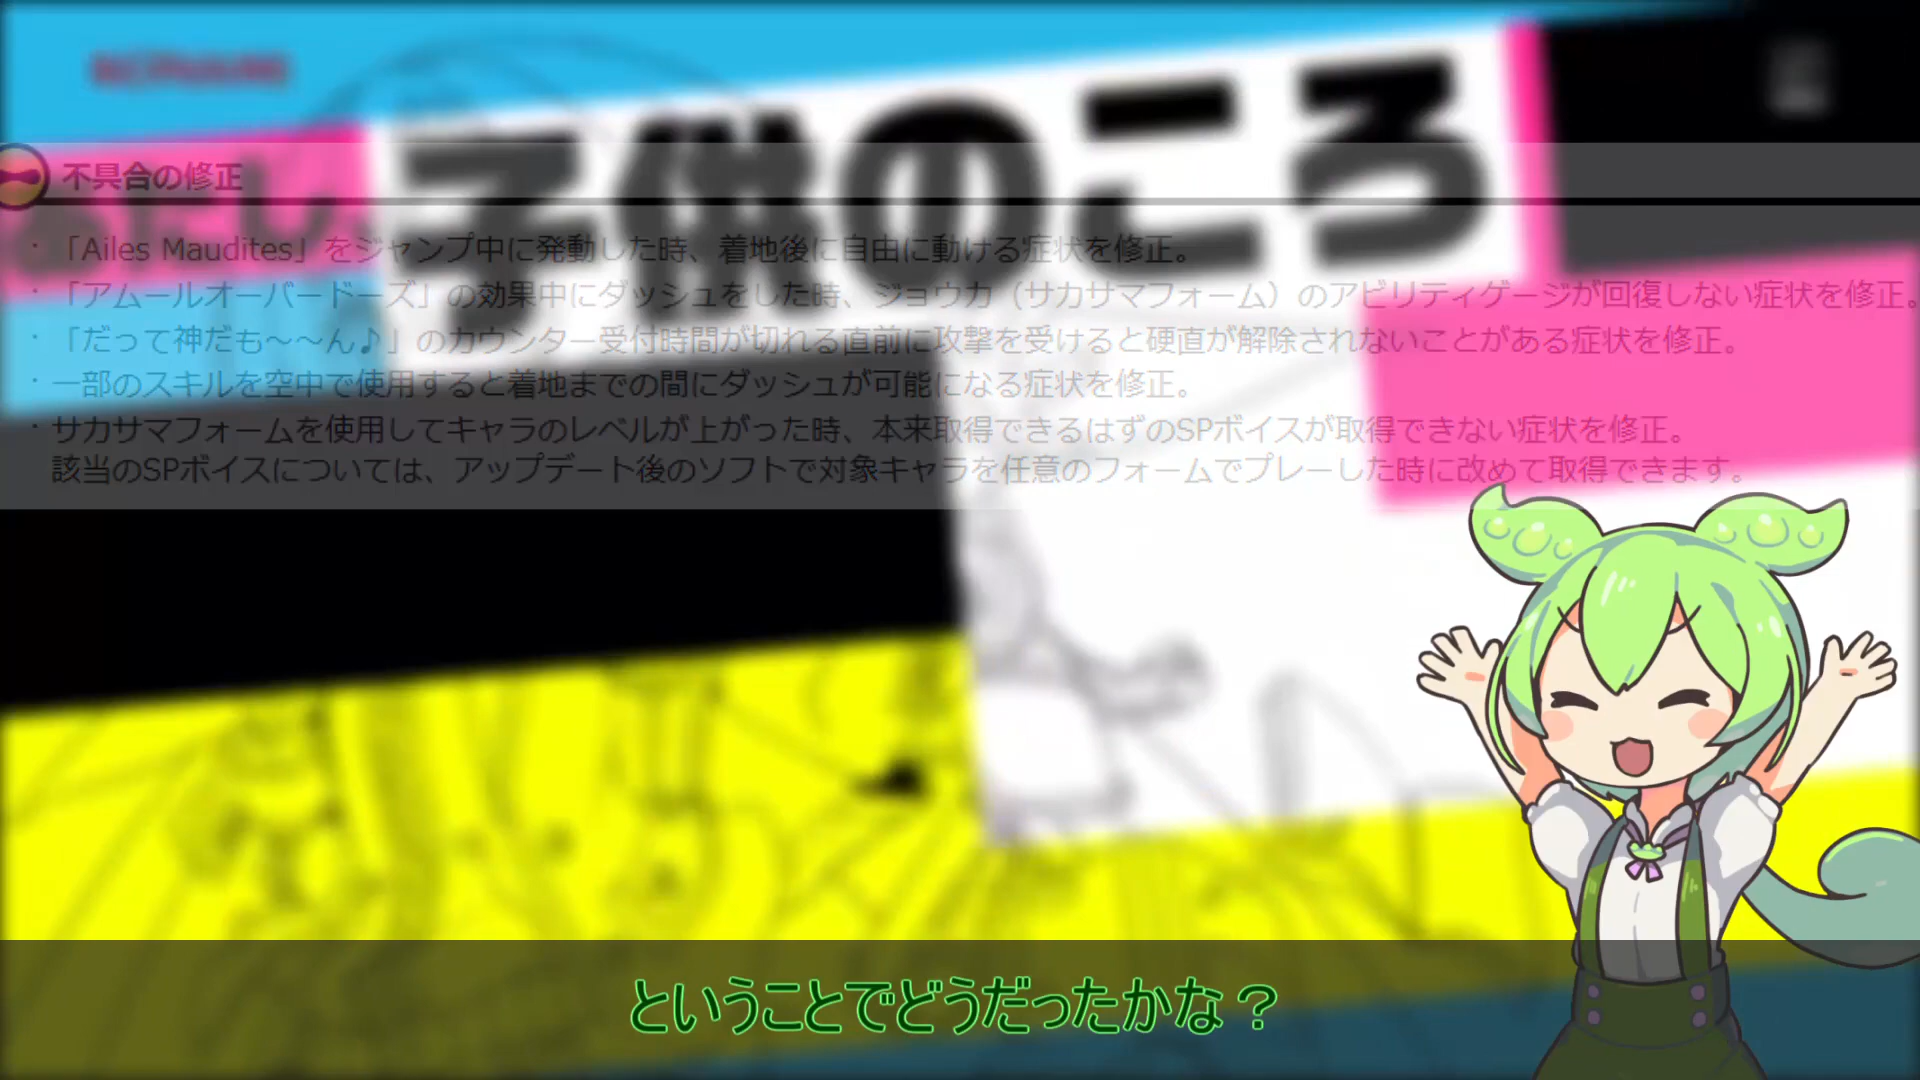 子供のころ
不具合の修正
・「Ailes Maudites」をジャンプ中に発動した時、着地後に自由に動ける症状を修正。
・「アムールオーバードーズ」の効果中にダッシュをした時、ジョウカ（サカサマフォーム）のアビリティゲージが回復しない症状を修正。
・「だって神だも～～ん♪」のカウンター受付時間が切れる直前に攻撃を受けると硬直が解除されないことがある症状を修正。
・一部のスキルを空中で使用すると着地までの間にダッシュが可能になる症状を修正。
・サカサマフォームを使用してキャラのレベルが上がった時、本来取得できるはずのSPボイスが取得できない症状を修正。
該当のSPボイスについては、アップデート後のソフトで対象キャラを任意のフォームでプレーした時に改めて取得できます。
ということでどうだったかな？